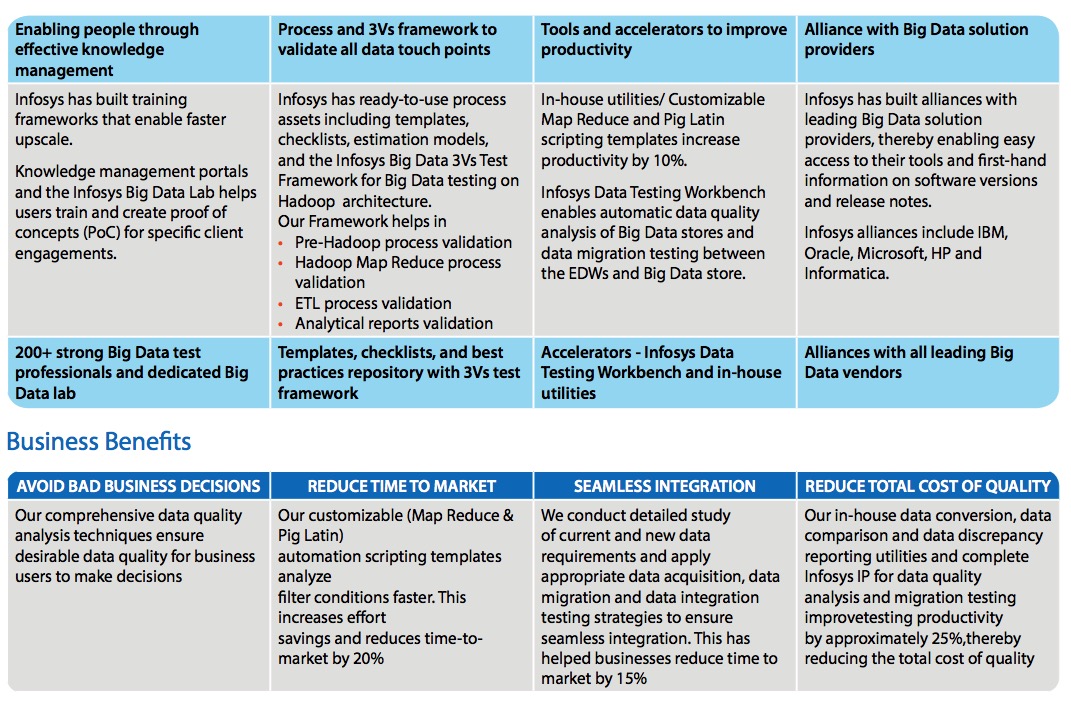 Enabling people through
effective knowledge
management
Process and 3Vs framework to
validate all data touch points
Tools and accelerators to improve
productivity
Alliance with Big Data solution
providers
Infosys has built training
frameworks that enable faster
upscale.
Knowledge management portals
and the Infosys Big Data Lab helps
users train and create proof of
concepts (PoC) for specific client
engagements.
Infosys has ready-to-use process
assets including templates,
checklists, estimation models,
and the Infosys Big Data 3Vs Test
Framework for Big Data testing on
Hadoop architecture.
Our Framework helps in
• Pre-Hadoop process validation
• Hadoop Map Reduce process
validation
• ETL process validation
• Analytical reports validation
In-house utilities/ Customizable
Map Reduce and Pig Latin
scripting templates increase
productivity by 10%.
Infosys Data Testing Workbench
enables automatic data quality
analysis of Big Data stores and
data migration testing between
the EDWs and Big Data store.
Infosys has built alliances with
leading Big Data solution
providers, thereby enabling easy
access to their tools and first-hand
information on software versions
and release notes.
Infosys alliances include IBM,
Oracle, Microsoft, HP and
Informatica.
200+ strong Big Data test
professionals and dedicated Big
Data lab
Templates, checklists, and best
practices repository with 3Vs test
framework
Accelerators - Infosys Data
Testing Workbench and in-house
utilities
Alliances with all leading Big
Data vendors
Business Benefits
AVOID BAD BUSINESS DECISIONS
REDUCE TIME TO MARKET
SEAMLESS INTEGRATION
REDUCE TOTAL COST OF QUALITY
Our comprehensive data quality
analysis techniques ensure
desirable data quality for business
users to make decisions
Our customizable (Map Reduce &
Pig Latin)
automation scripting templates
analyze
filter conditions faster. This
increases effort
savings and reduces time-to-
market by 20%
We conduct detailed study
of current and new data
requirements and apply
appropriate data acquisition, data
migration and data integration
testing strategies to ensure
seamless integration. This has
helped businesses reduce time to
market by 15%
Our in-house data conversion, data
comparison and data discrepancy
reporting utilities and complete
Infosys IP for data quality
analysis and migration testing
improvetesting productivity
by approximately 25%,thereby
reducing the total cost of quality